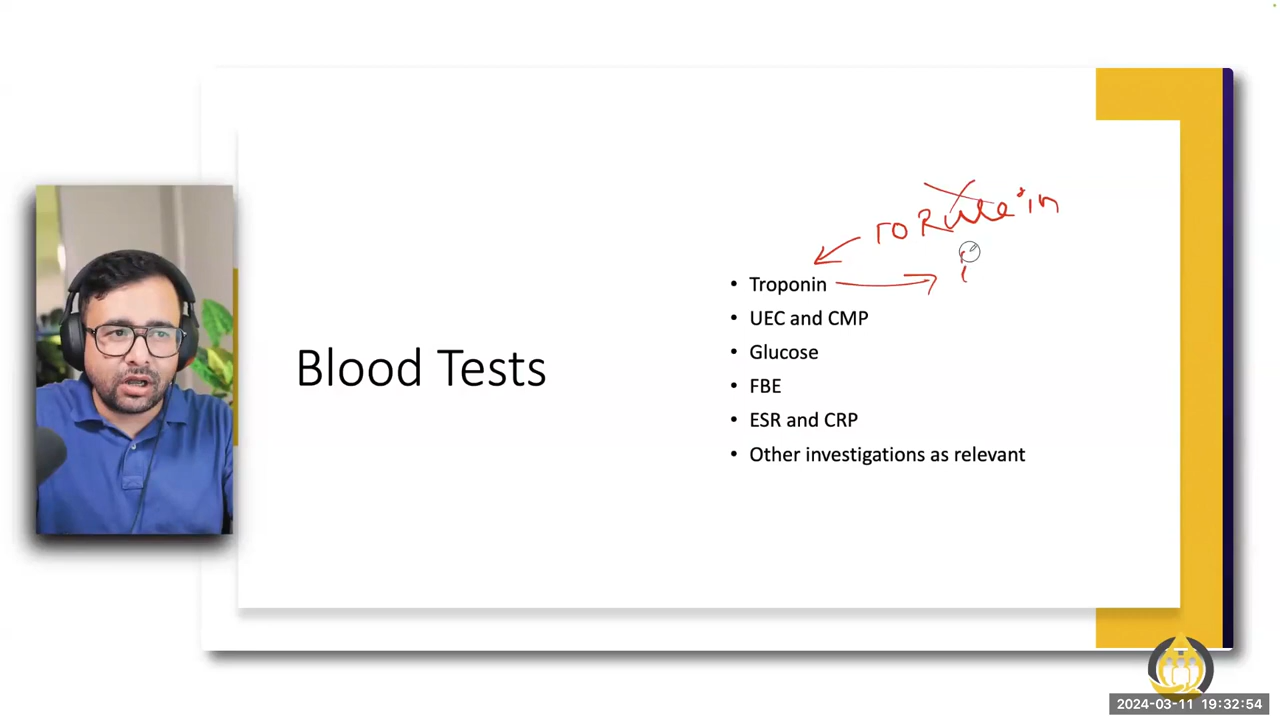 TO Rule in
Troponin
UEC and CMP
Glucose
FBE
Blood Tests
ESR and CRP
Other investigations as relevant
2024-03-11 19:32:54